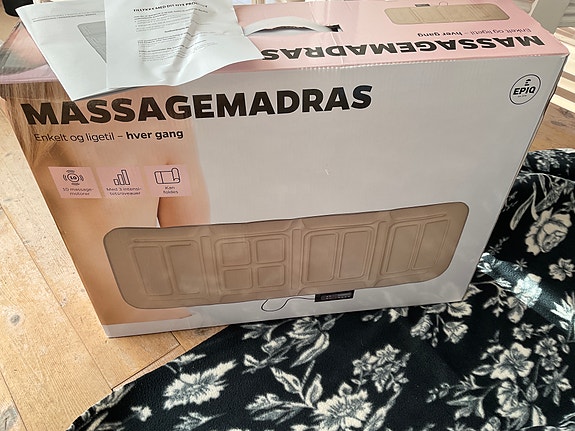 MASSAGEMADRAS
Enkelt og ligetil – hver gang
EPIQ
MASSAGEMADRAS
Enkelt og ligetil – hver gang
10
10 massage-
motorer
Med 3 intensi-
tetsniveauer
Kan
foldes